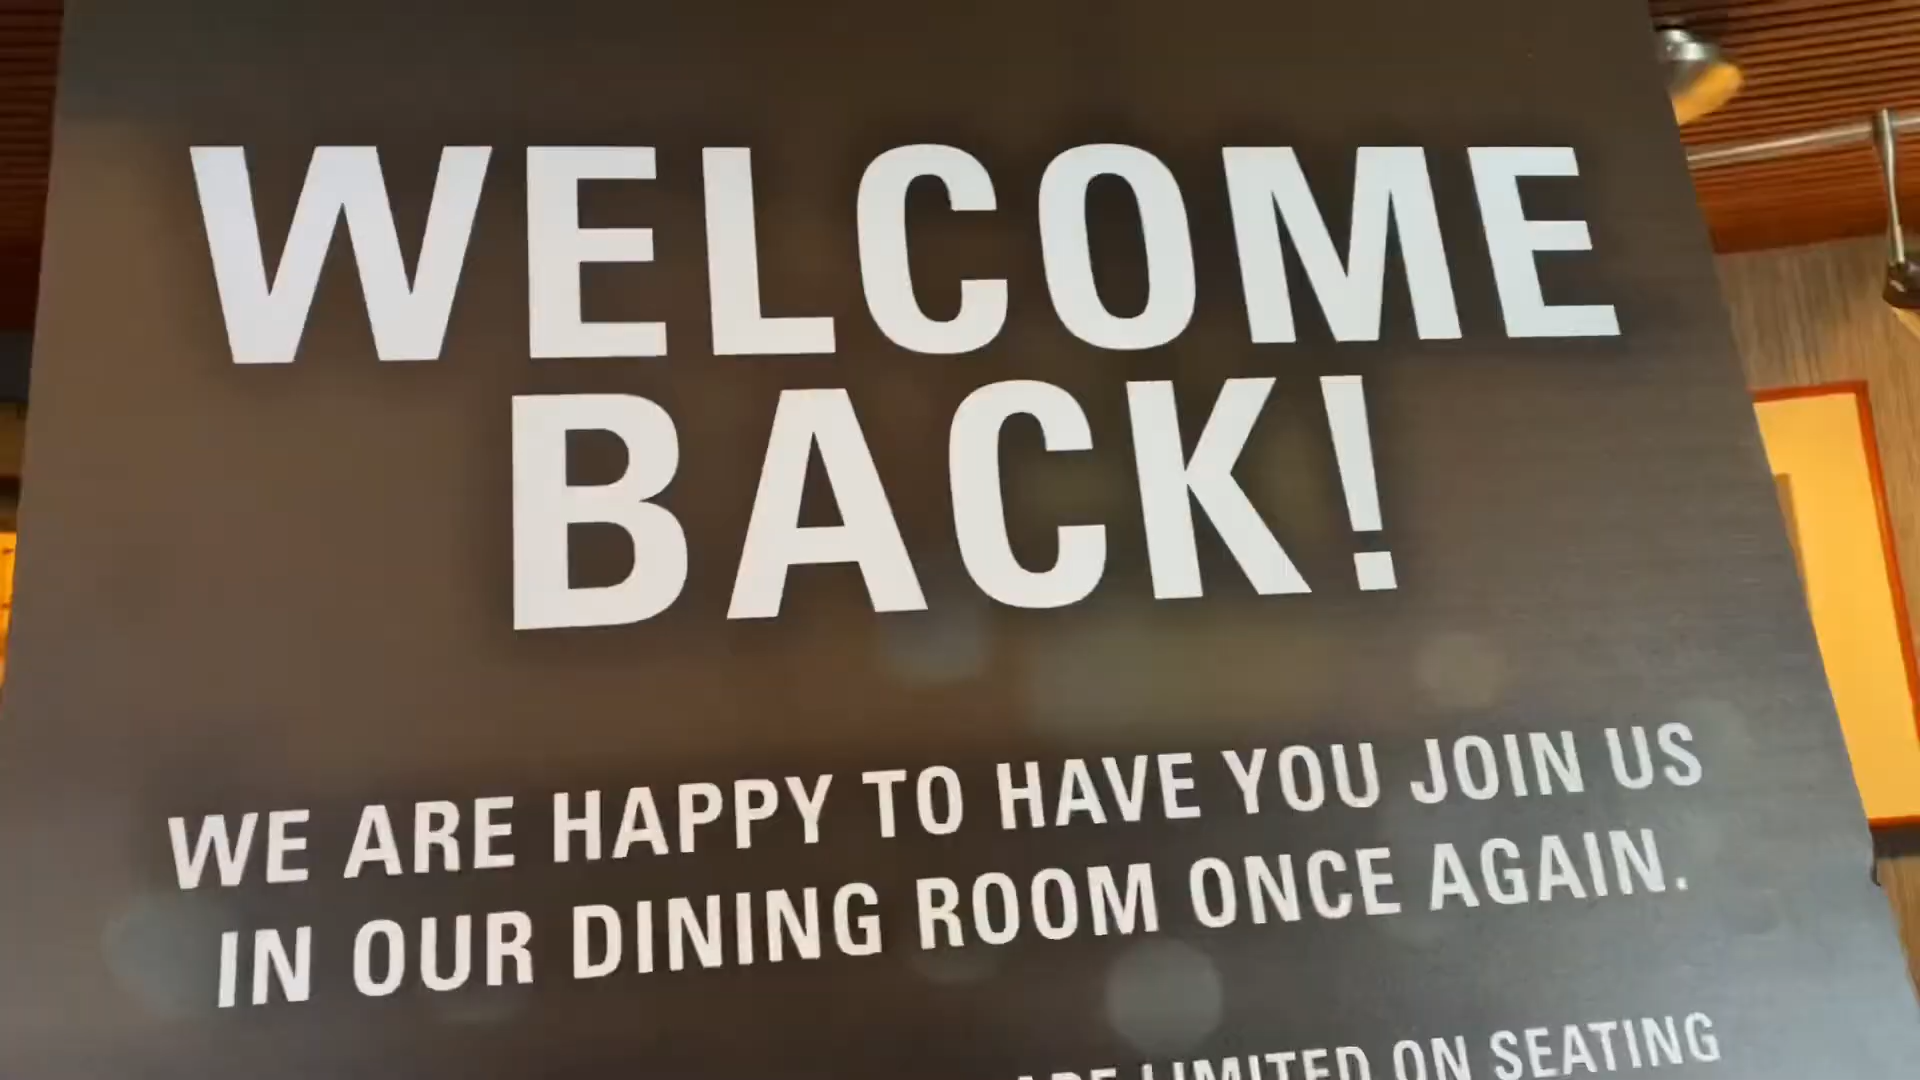 WELCOME
BACK!
WE ARE HAPPY TO HAVE YOU JOIN US
IN OUR DINING ROOM ONCE AGAIN.
ARE LIMITED ON SEATING